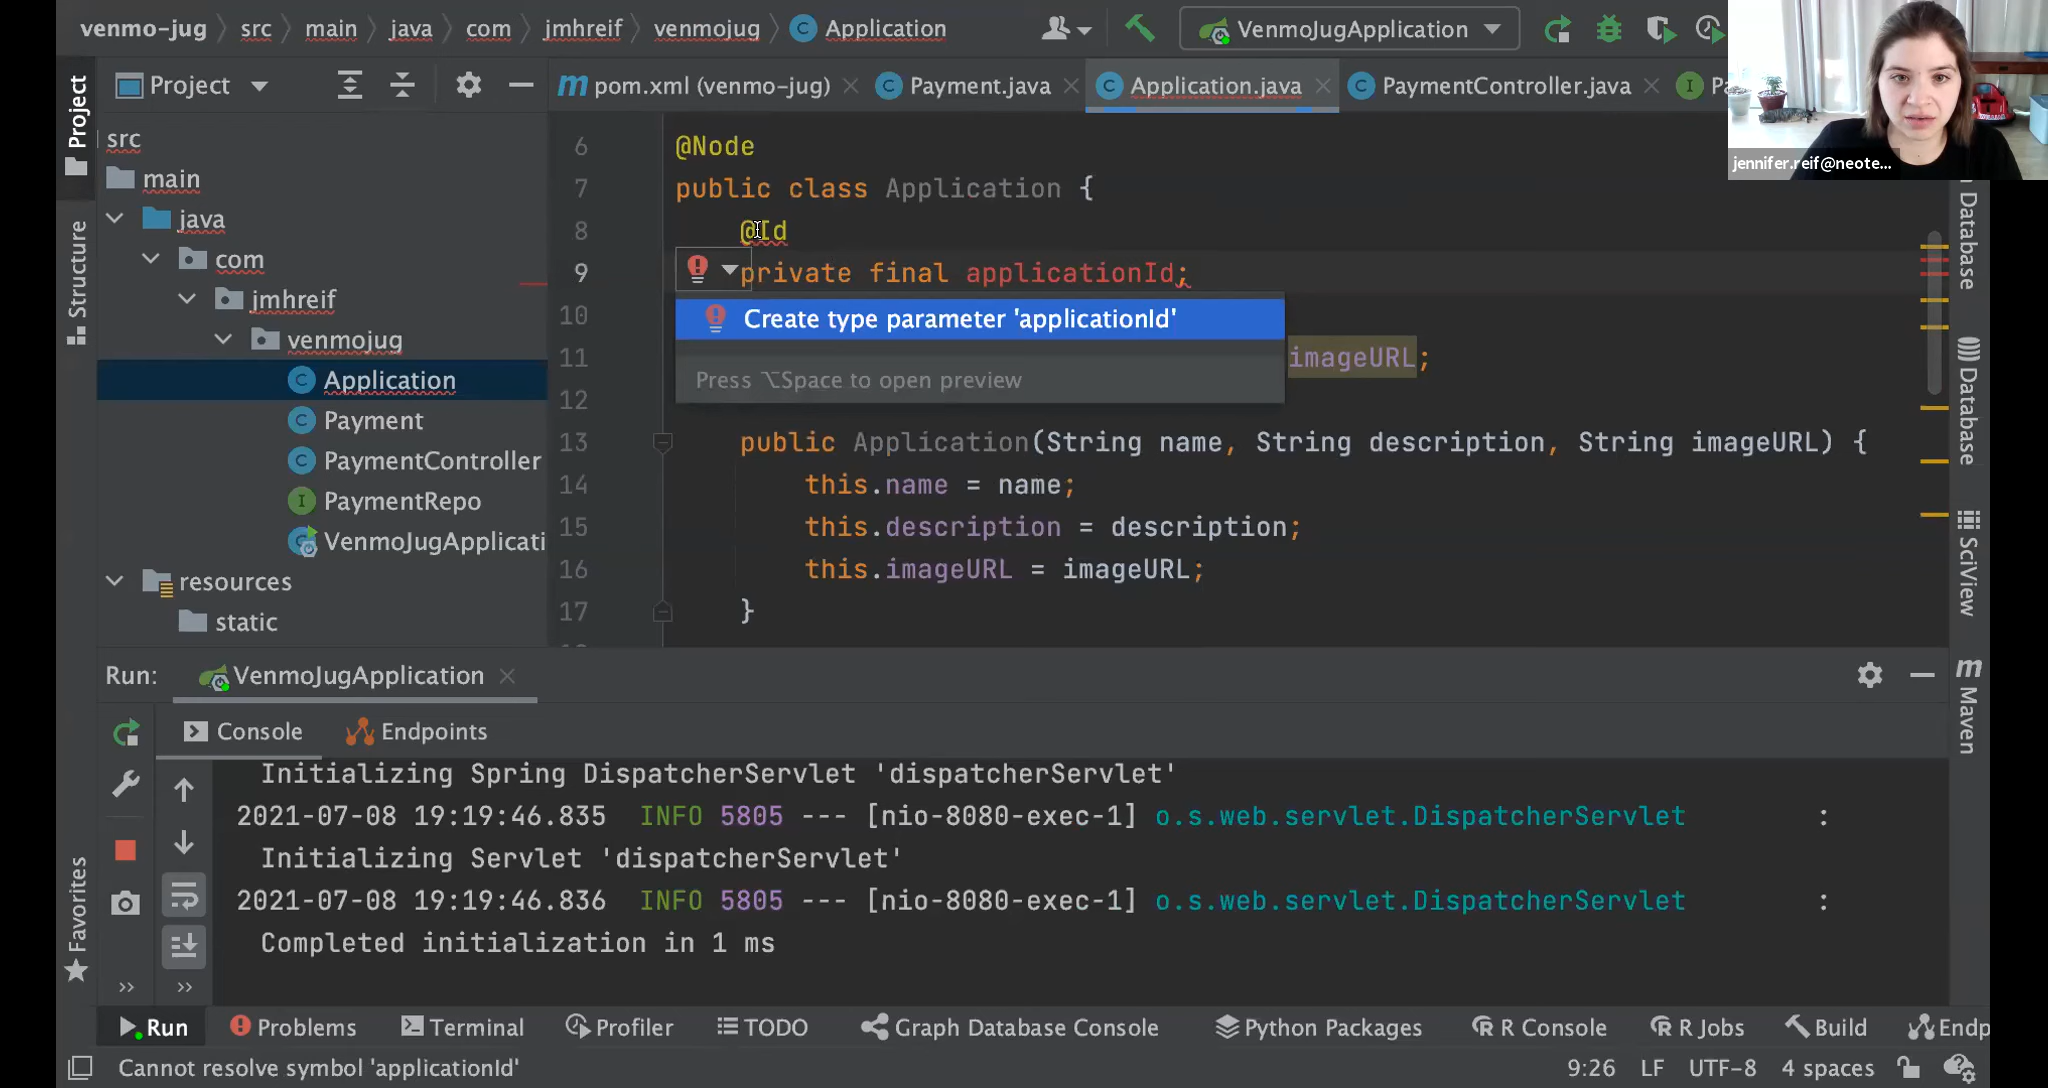 venmo-jug src main java com jmhreif venmojug Application VenmoJugApplication
Project
pom.xml (venmo-jug) Payment.java Application.java PaymentController.java
jennifer.reif@neote...
Project
Structure
Favorites
src
main
java
com
jmhreif
venmojug
Application
Payment
PaymentController
PaymentRepo
VenmoJugApplicati
resources
static
6 @Node
7 public class Application {
8 @Id
9 private final applicationId;
Create type parameter 'applicationId'
Press ⌥Space to open preview
10
11 imageURL;
12
13 public Application(String name, String description, String imageURL) {
14 this.name = name;
15 this.description = description;
16 this.imageURL = imageURL;
17 }
Database
Database
SciView
Maven
Run: VenmoJugApplication
Console Endpoints
Initializing Spring DispatcherServlet 'dispatcherServlet'
2021-07-08 19:19:46.835 INFO 5805 --- [nio-8080-exec-1] o.s.web.servlet.DispatcherServlet :
Initializing Servlet 'dispatcherServlet'
2021-07-08 19:19:46.836 INFO 5805 --- [nio-8080-exec-1] o.s.web.servlet.DispatcherServlet :
Completed initialization in 1 ms
Run Problems Terminal Profiler TODO Graph Database Console Python Packages R Console R Jobs Build Endp
Cannot resolve symbol 'applicationId' 9:26 LF UTF-8 4 spaces